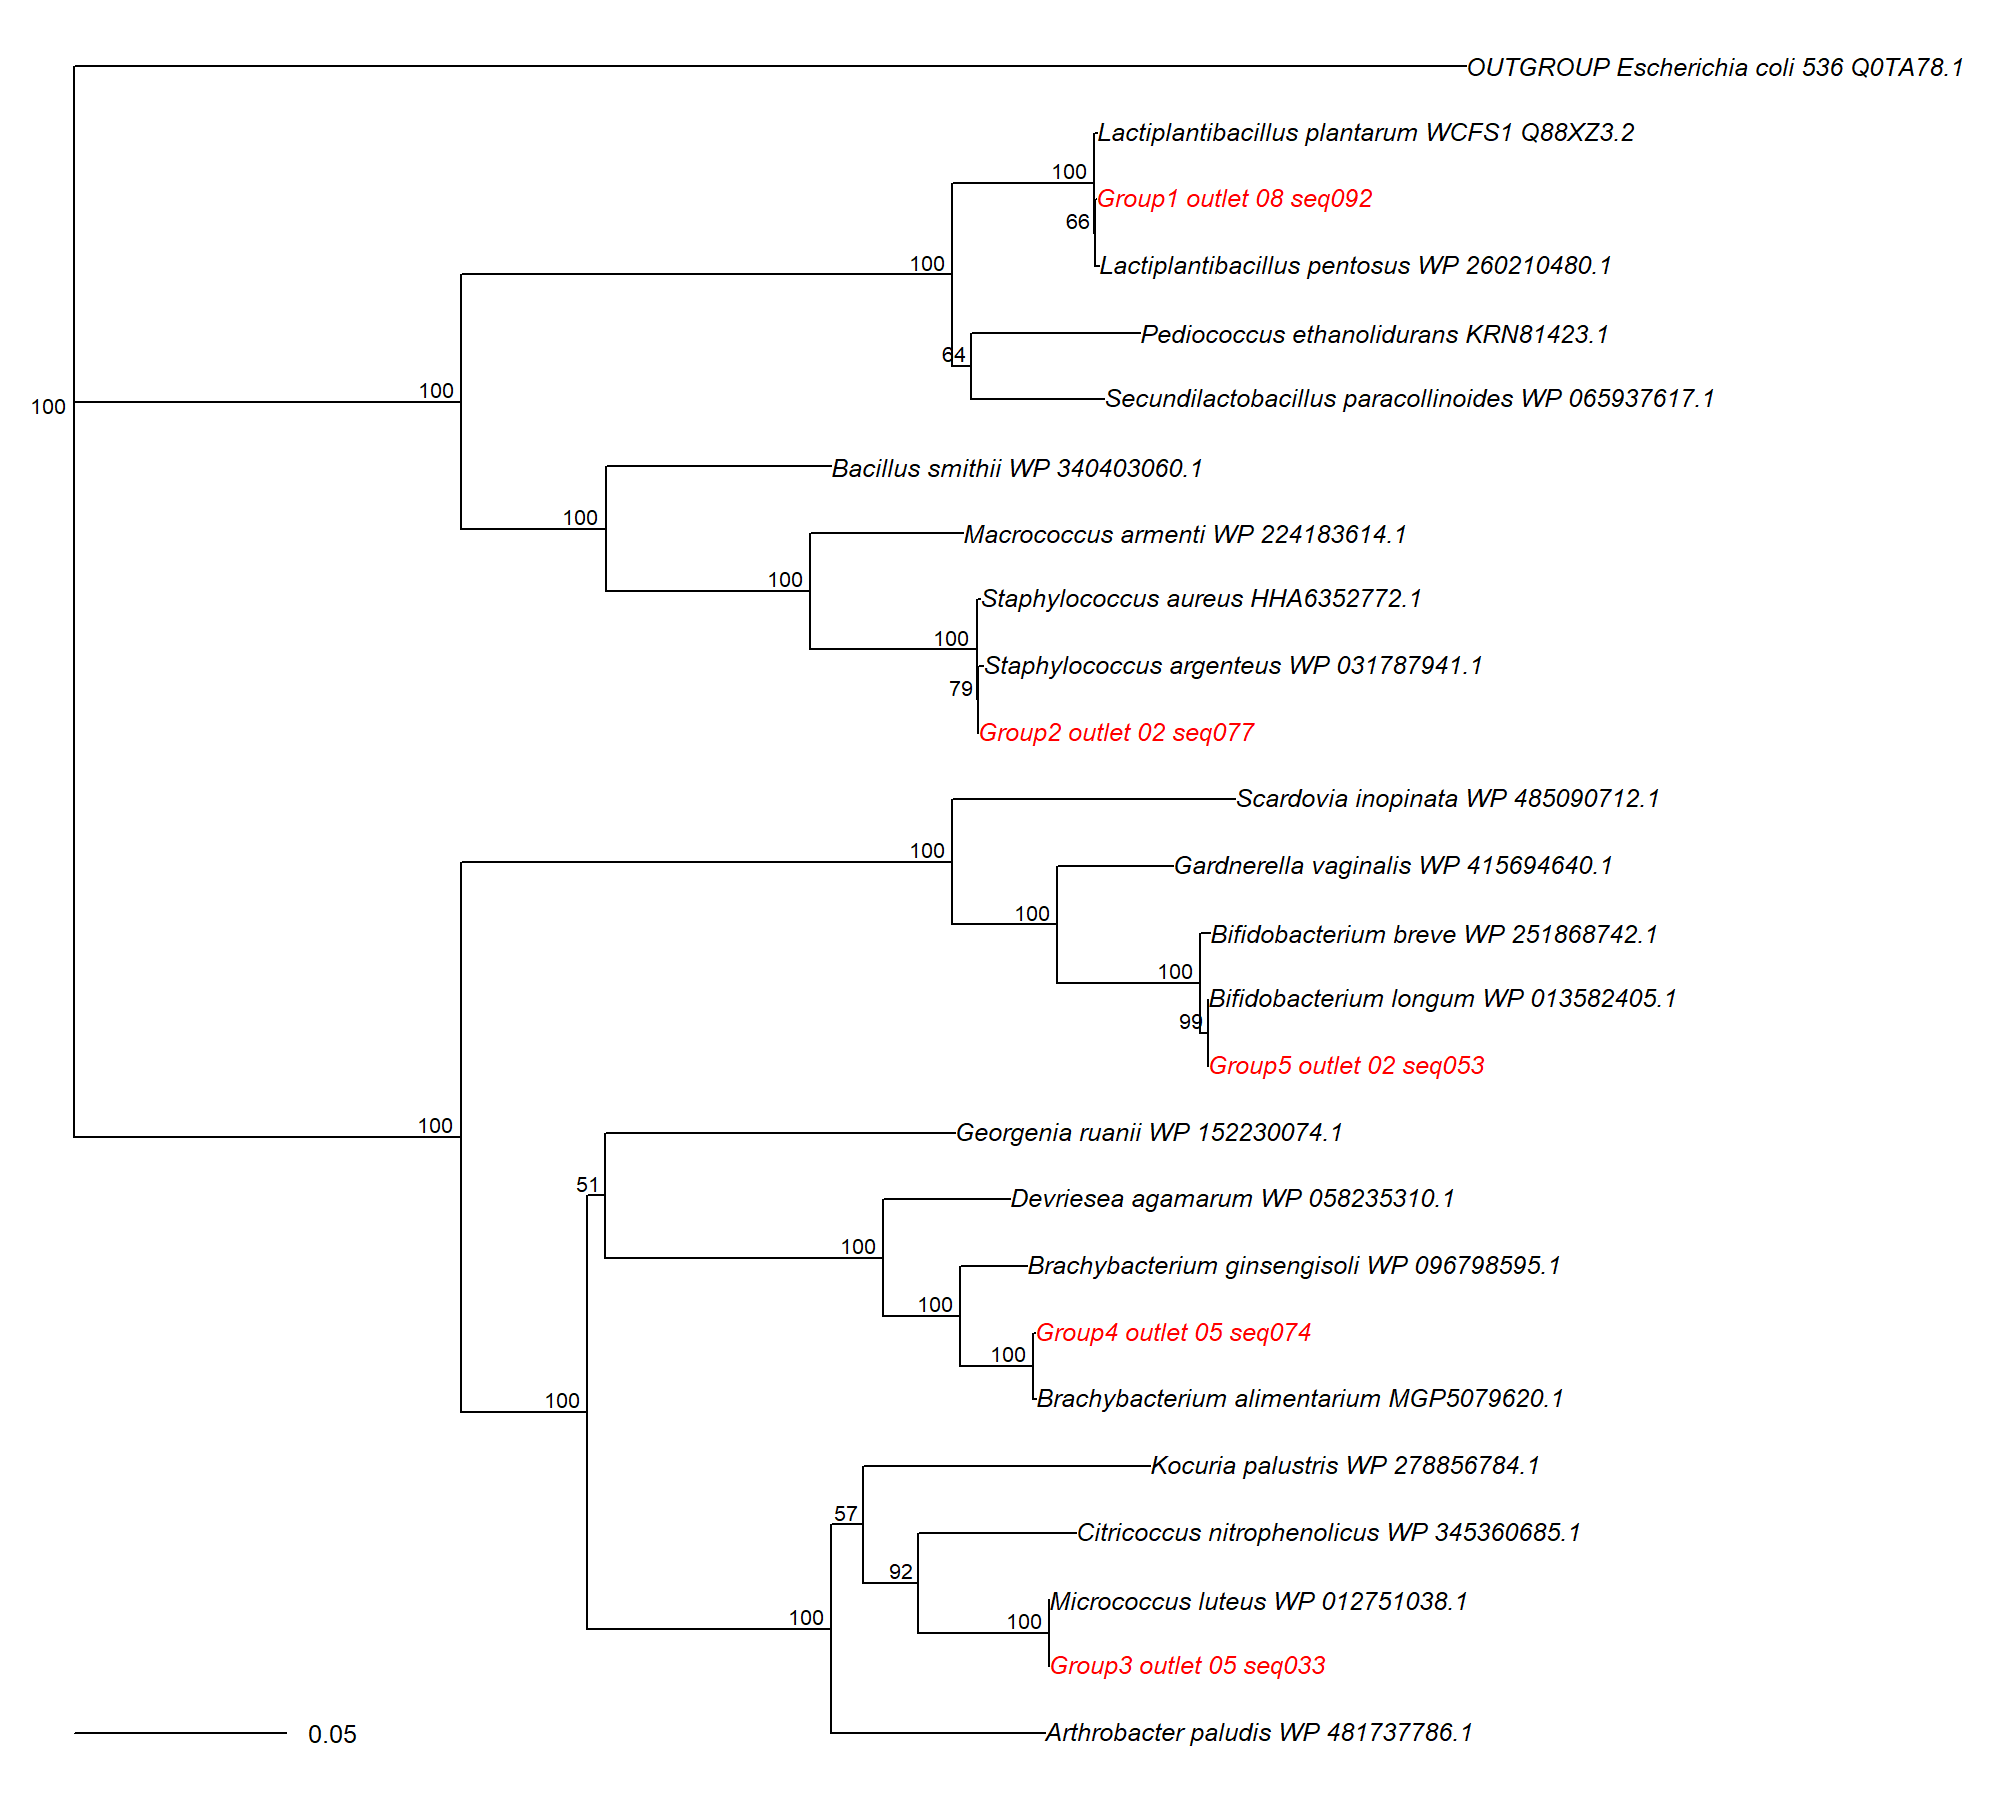 OUTGROUP Escherichia coli 536 Q0TA78.1
Lactiplantibacillus plantarum WCFS1 Q88XZ3.2
100
Group1 outlet 08 seq092
66
100
Lactiplantibacillus pentosus WP 260210480.1
Pediococcus ethanolidurans KRN81423.1
64
100
Secundilactobacillus paracollinoides WP 065937617.1
100
Bacillus smithii WP 340403060.1
100
Macrococcus armenti WP 224183614.1
100
Staphylococcus aureus HHA6352772.1
100
Staphylococcus argenteus WP 031787941.1
79
Group2 outlet 02 seq077
Scardovia inopinata WP 485090712.1
100
Gardnerella vaginalis WP 415694640.1
100
Bifidobacterium breve WP 251868742.1
100
Bifidobacterium longum WP 013582405.1
99
Group5 outlet 02 seq053
100
Georgenia ruanii WP 152230074.1
51
Devriesea agamarum WP 058235310.1
100
Brachybacterium ginsengisoli WP 096798595.1
100
Group4 outlet 05 seq074
100
100
Brachybacterium alimentarium MGP5079620.1
Kocuria palustris WP 278856784.1
57
Citricoccus nitrophenolicus WP 345360685.1
92
Micrococcus luteus WP 012751038.1
100
100
Group3 outlet 05 seq033
Arthrobacter paludis WP 481737786.1
0.05